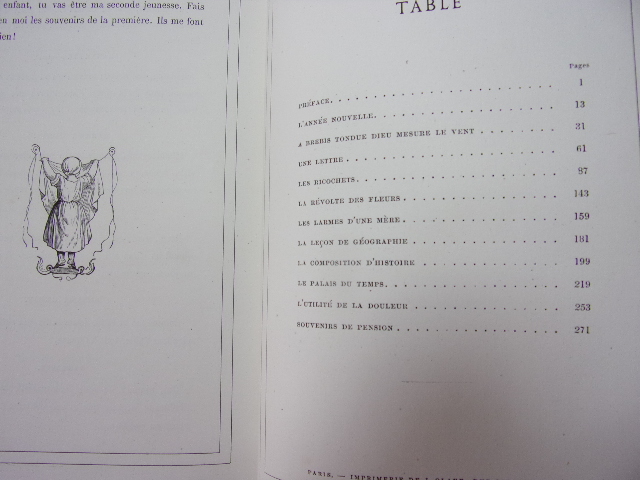 enfant, tu vas être ma seconde jeunesse. Fais
en moi les souvenirs de la première. Ils me font
ien!
TABLE
Pages
PRÉFACE. 1
L'ANNÉE NOUVELLE. 13
A BREBIS TONDUE DIEU MESURE LE VENT 31
UNE LETTRE 61
LES RICOCHETS. 87
LA RÉVOLTE DES FLEURS 143
LES LARMES D'UNE MÈRE. 159
LA LEÇON DE GÉOGRAPHIE 181
LA COMPOSITION D'HISTOIRE 199
LE PALAIS DU TEMPS. 219
L'UTILITÉ DE LA DOULEUR 253
SOUVENIRS DE PENSION. 271
PARIS. — IMPRIMERIE DE